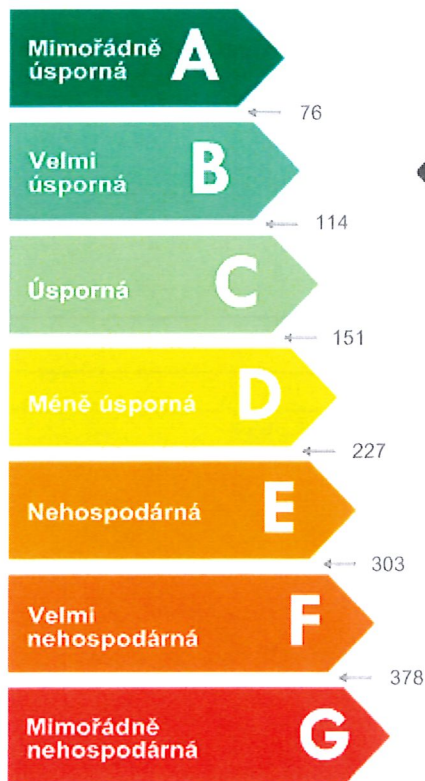 Mimořádně
úsporná A
76
Velmi
úsporná B
114
Úsporná C
151
Méně úsporná D
227
Nehospodárná E
303
Velmi
nehospodárná F
378
Mimořádně
nehospodárná G